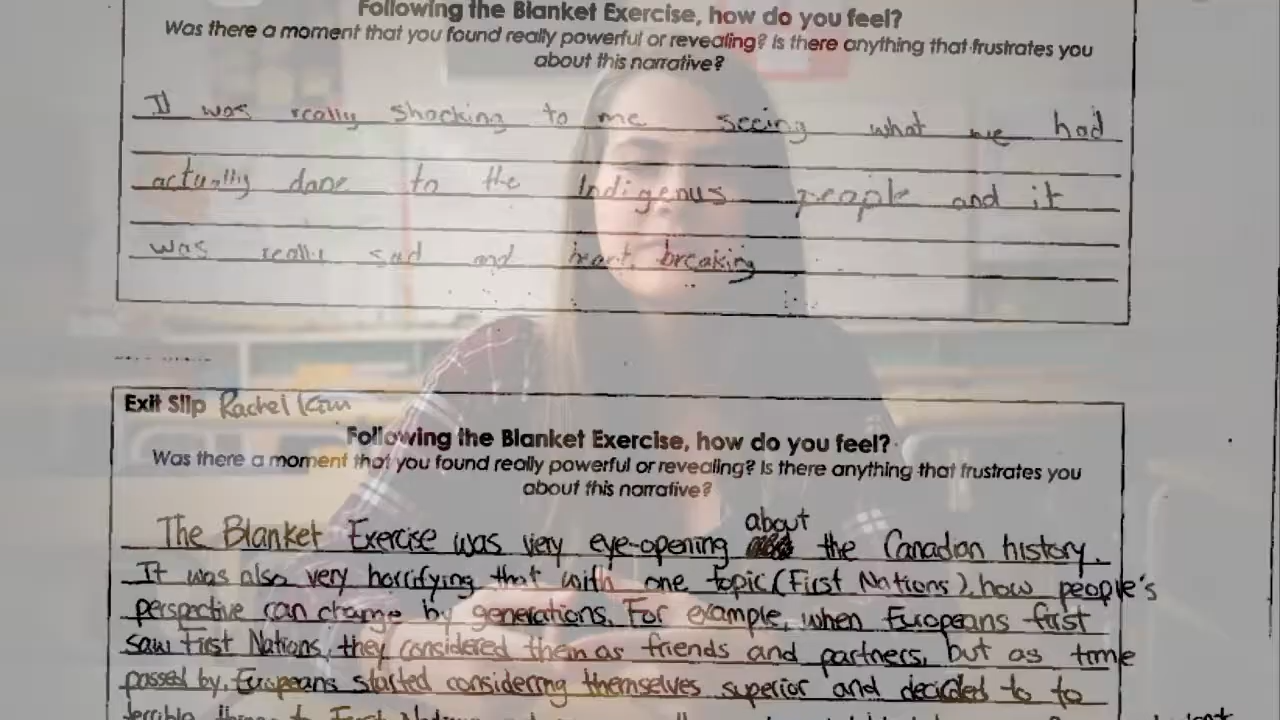 Following the Blanket Exercise, how do you feel?
Was there a moment that you found really powerful or revealing? Is there anything that frustrates you
about this narrative?
It was really shocking to me seeing what we had
actually done to the Indigenus people and it
was really sad and heart breaking
Exit Slip Rachel
Following the Blanket Exercise, how do you feel?
Was there a moment that you found really powerful or revealing? Is there anything that frustrates you
about this narrative?
about
The Blanket Exercise was very eye-opening the Canadian history.
It was also very horrifying that with one topic (First Nations), how people's
perspective can change by generations. For example, when Europeans first
saw First Nations, they considered them as friends and partners, but as time
passed by, Europeans started considering themselves superior and decided to to
terrible things to First